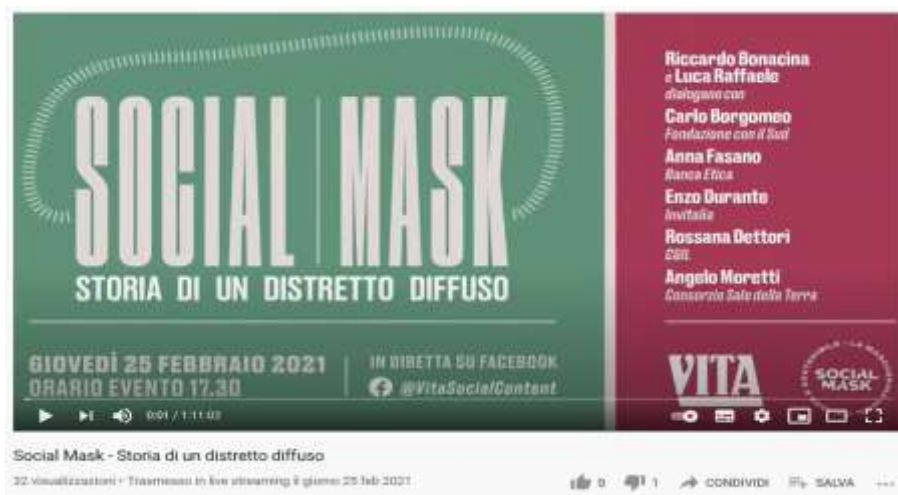 SOCIAL MASK
STORIA DI UN DISTRETTO DIFFUSO
GIOVEDÌ 25 FEBBRAIO 2021
ORARIO EVENTO 17.30
IN DIRETTA SU FACEBOOK
@VitaSocialContent
Riccardo Bonacina
e Luca Raffaele
dialogano con
Carlo Borgomeo
Fondazione con il Sud
Anna Fasano
Banca Etica
Enzo Durante
Invitalia
Rossana Dettori
CGIL
Angelo Moretti
Consorzio Sale della Terra
VITA
SOCIAL
MASK
0:01 / 1:11:03
Social Mask - Storia di un distretto diffuso
32 visualizzazioni • Trasmesso in live streaming il giorno 25 feb 2021
0
1
CONDIVIDI
SALVA